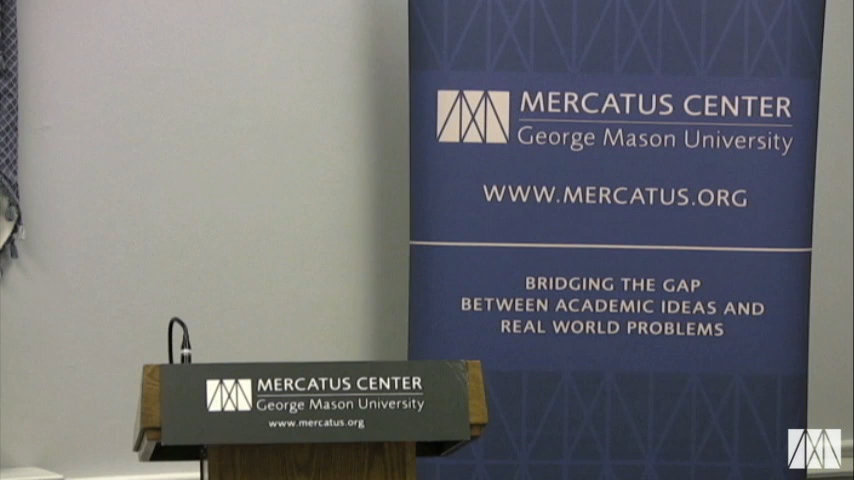 MERCATUS CENTER
George Mason University
WWW.MERCATUS.ORG
BRIDGING THE GAP
BETWEEN ACADEMIC IDEAS AND
REAL WORLD PROBLEMS
MERCATUS CENTER
George Mason University
www.mercatus.org